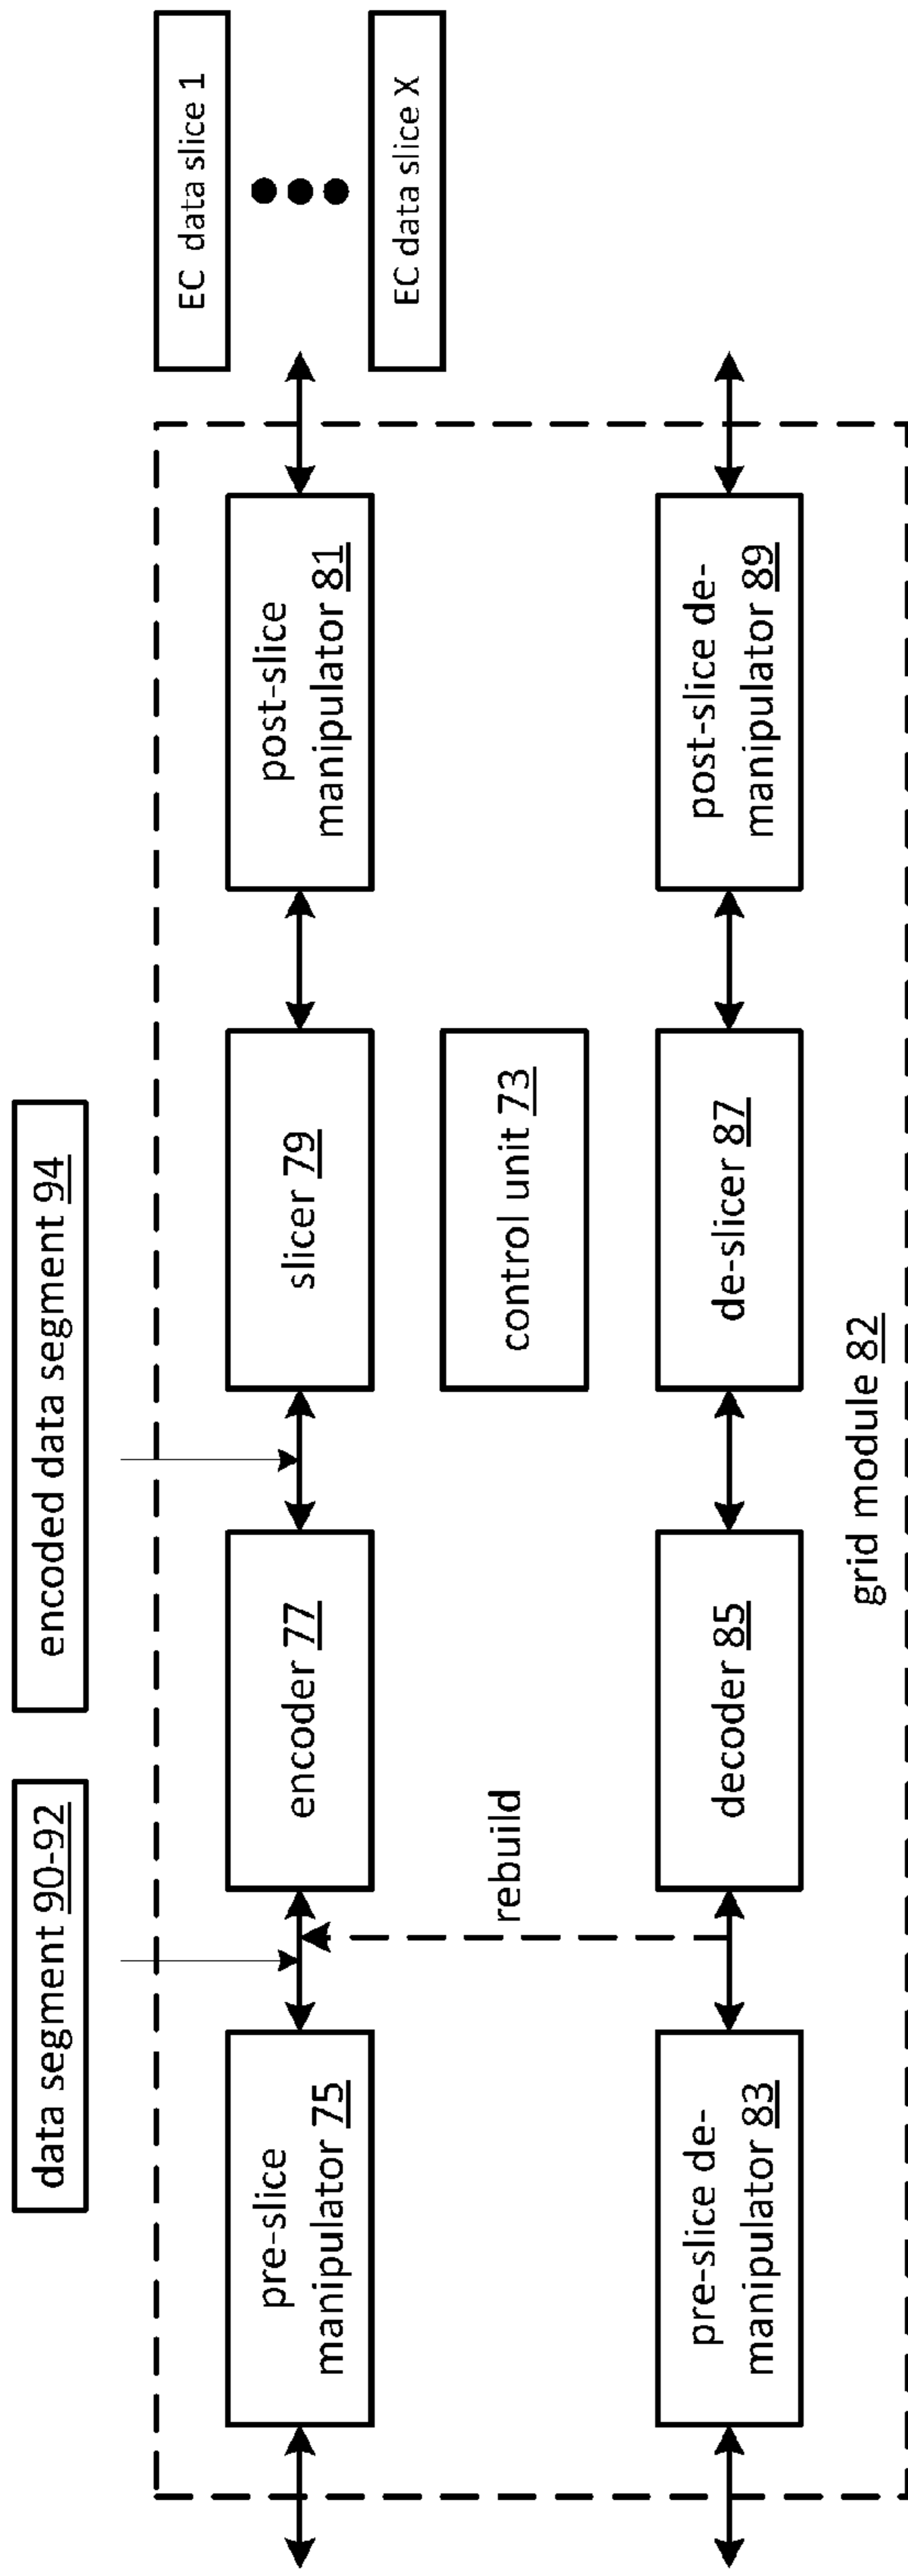 data segment 90-92
encoded data segment 94
EC data slice 1
EC data slice X
pre-slice
manipulator 75
encoder 77
slicer 79
post-slice
manipulator 81
rebuild
control unit 73
pre-slice de-
manipulator 83
decoder 85
de-slicer 87
post-slice de-
manipulator 89
grid module 82